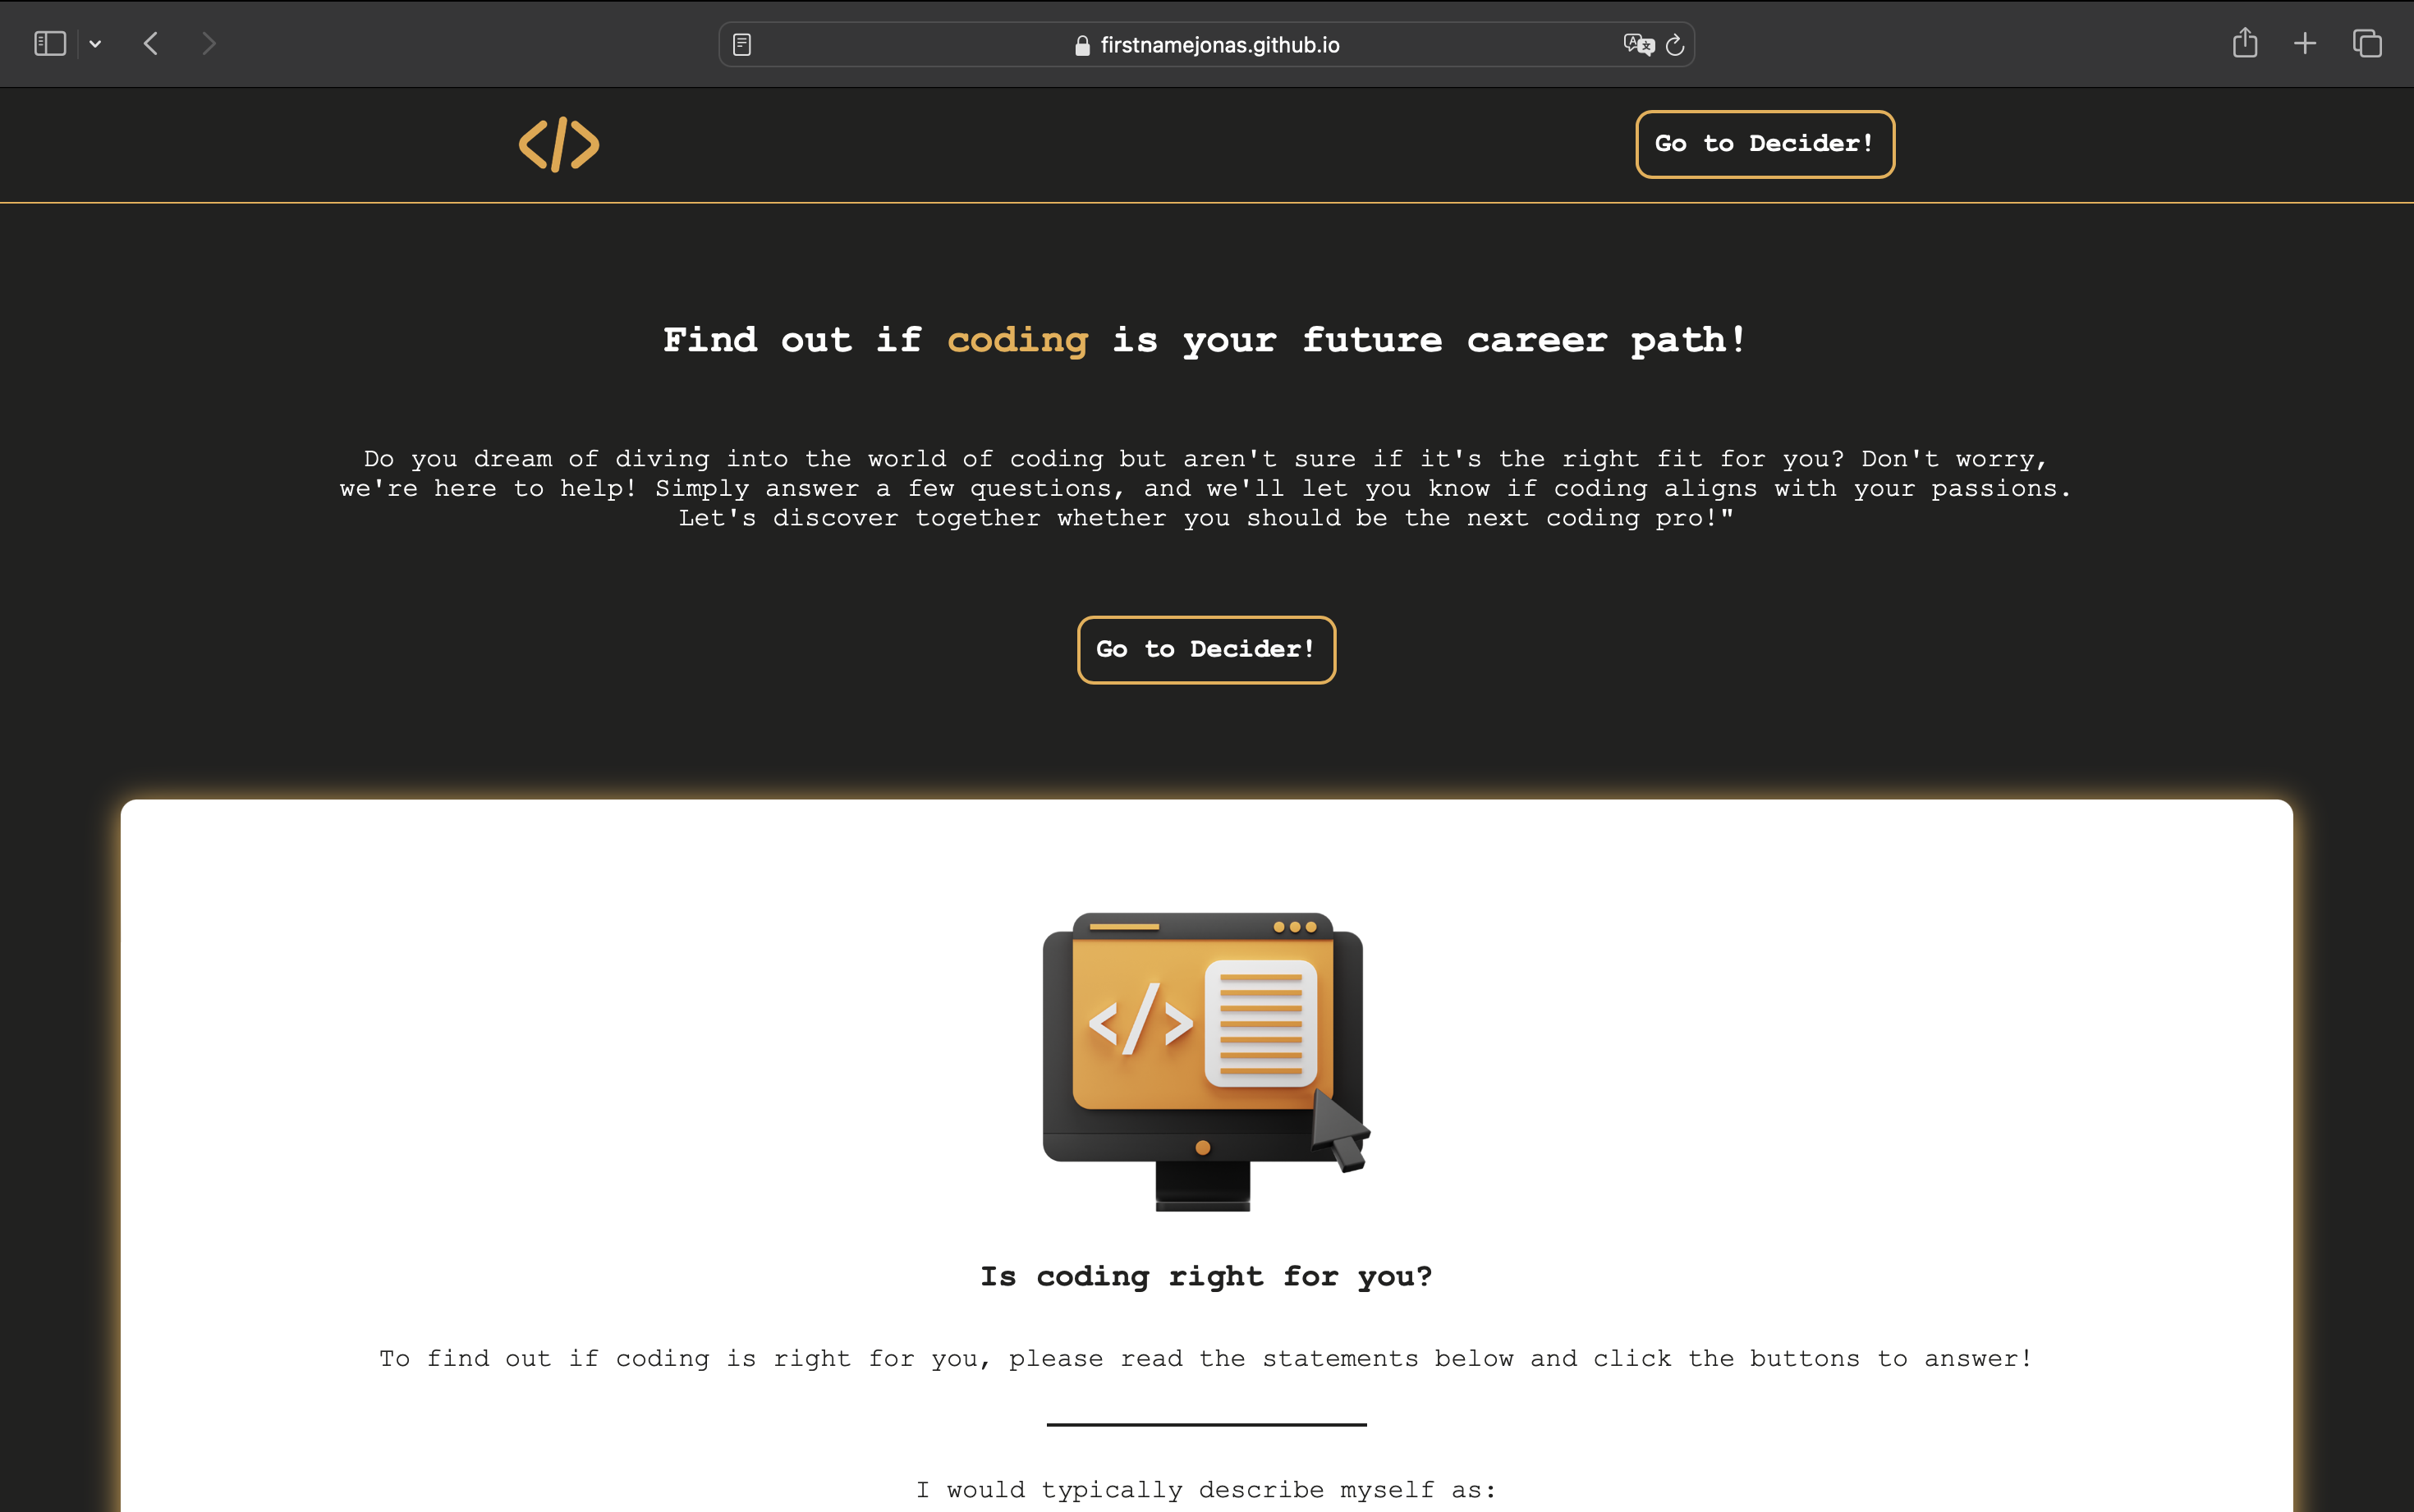 firstnamejonas.github.io
</>
Go to Decider!
Find out if coding is your future career path!
Do you dream of diving into the world of coding but aren't sure if it's the right fit for you? Don't worry,
we're here to help! Simply answer a few questions, and we'll let you know if coding aligns with your passions.
Let's discover together whether you should be the next coding pro!"
Go to Decider!
</>
Is coding right for you?
To find out if coding is right for you, please read the statements below and click the buttons to answer!
I would typically describe myself as: